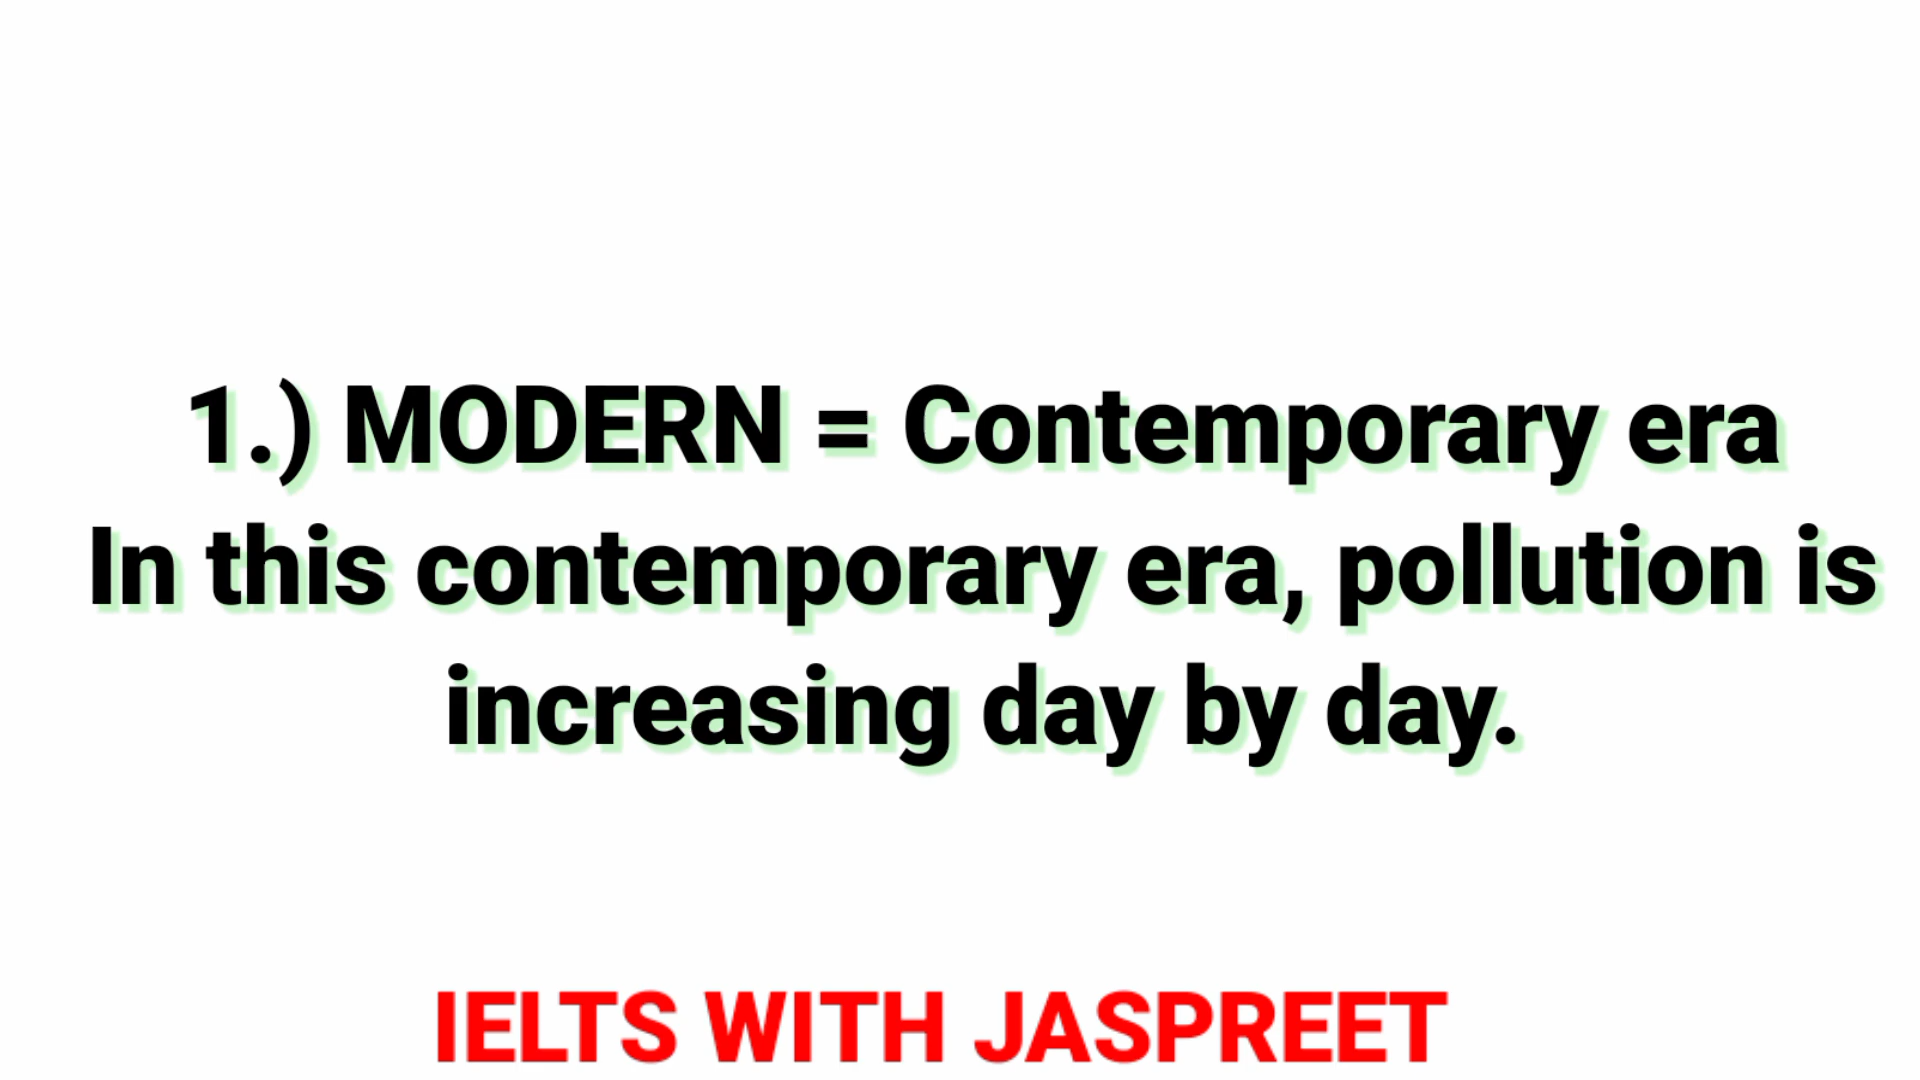 1.) MODERN = Contemporary era
In this contemporary era, pollution is
increasing day by day.
IELTS WITH JASPREET